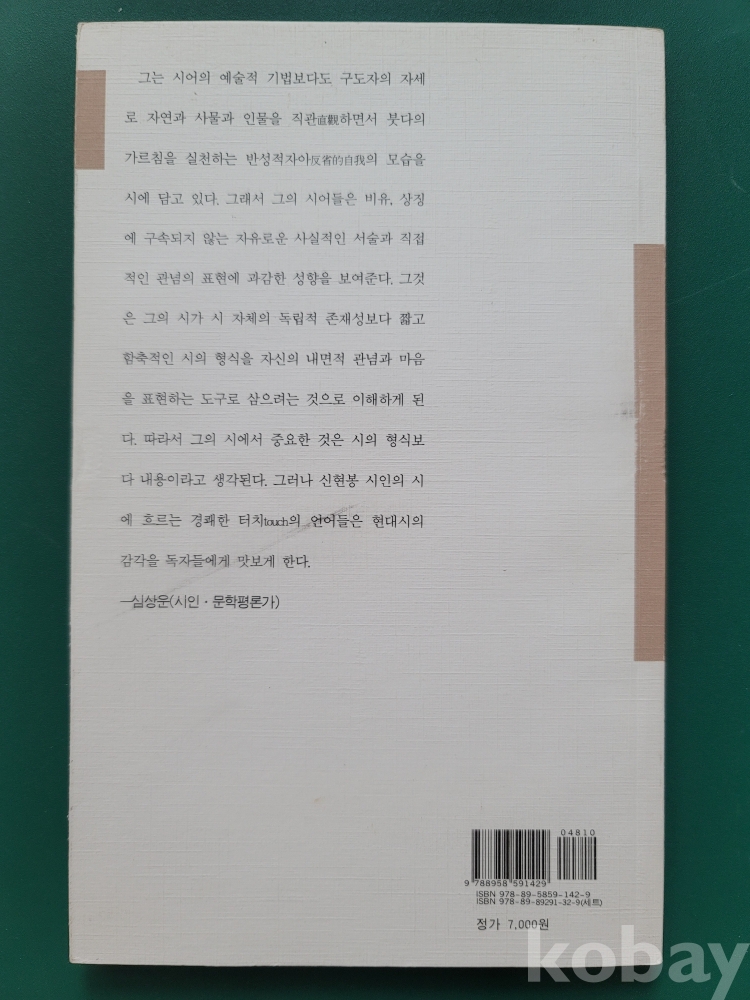 그는 시어의 예술적 기법보다도 구도자의 자세
로 자연과 사물과 인물을 직관直觀하면서 붓다의
가르침을 실천하는 반성적자아反省的自我의 모습을
시에 담고 있다. 그래서 그의 시어들은 비유, 상징
에 구속되지 않는 자유로운 사실적인 서술과 직접
적인 관념의 표현에 과감한 성향을 보여준다. 그것
은 그의 시가 시 자체의 독립적 존재성보다 짧고
함축적인 시의 형식을 자신의 내면적 관념과 마음
을 표현하는 도구로 삼으려는 것으로 이해하게 된
다. 따라서 그의 시에서 중요한 것은 시의 형식보
다 내용이라고 생각된다. 그러나 신현봉 시인의 시
에 흐르는 경쾌한 터치touch의 언어들은 현대시의
감각을 독자들에게 맛보게 한다.
―심상운(시인·문학평론가)
04810
9 788958 591429
ISBN 978-89-5859-142-9
ISBN 978-89-89291-32-9(세트)
정가 7,000원
kobay